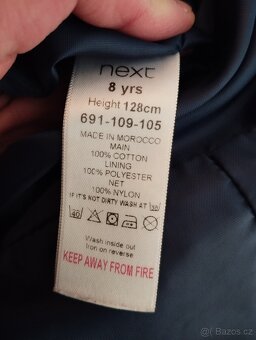 next
8 yrs
Height 128cm
691-109-105
MADE IN MOROCCO
MAIN
100% COTTON
LINING
100% POLYESTER
NET
100% NYLON
IF IT'S NOT DIRTY WASH AT 30
40
Wash inside out
Iron on reverse
KEEP AWAY FROM FIRE
Bazos.cz